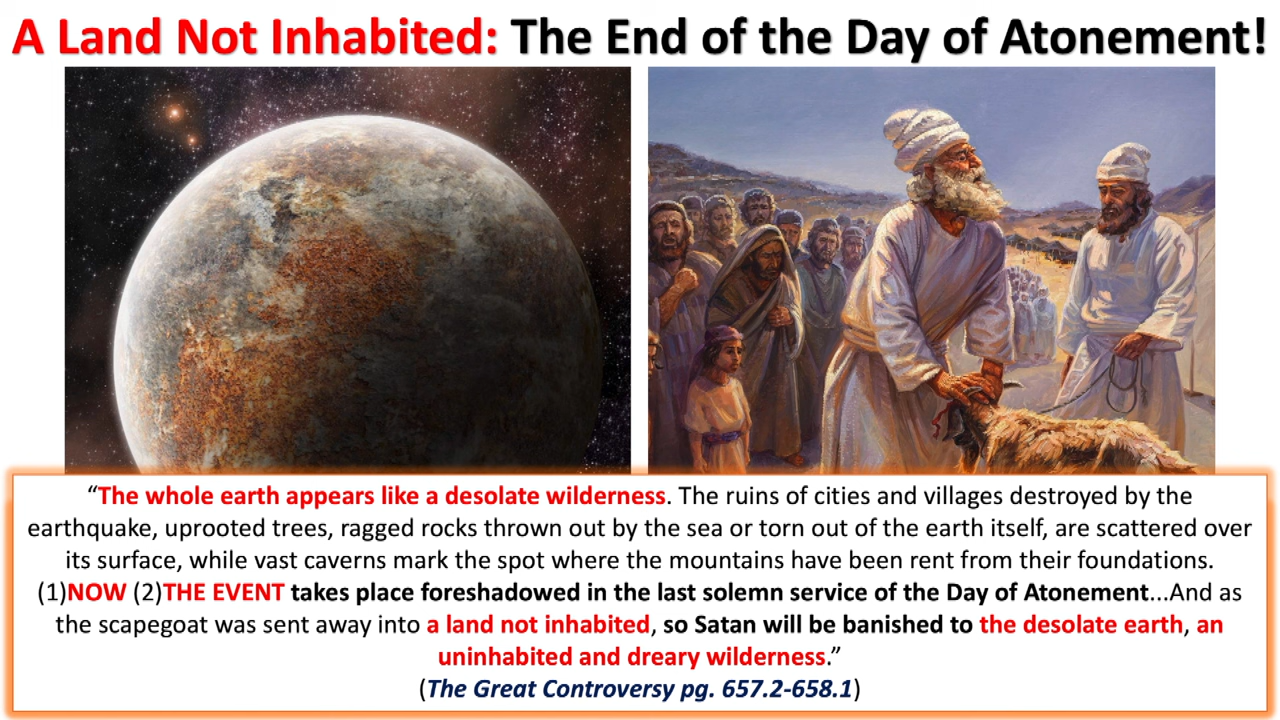 A Land Not Inhabited: The End of the Day of Atonement!
“The whole earth appears like a desolate wilderness. The ruins of cities and villages destroyed by the
earthquake, uprooted trees, ragged rocks thrown out by the sea or torn out of the earth itself, are scattered over
its surface, while vast caverns mark the spot where the mountains have been rent from their foundations.
(1)NOW (2)THE EVENT takes place foreshadowed in the last solemn service of the Day of Atonement...And as
the scapegoat was sent away into a land not inhabited, so Satan will be banished to the desolate earth, an
uninhabited and dreary wilderness.”
(The Great Controversy pg. 657.2-658.1)